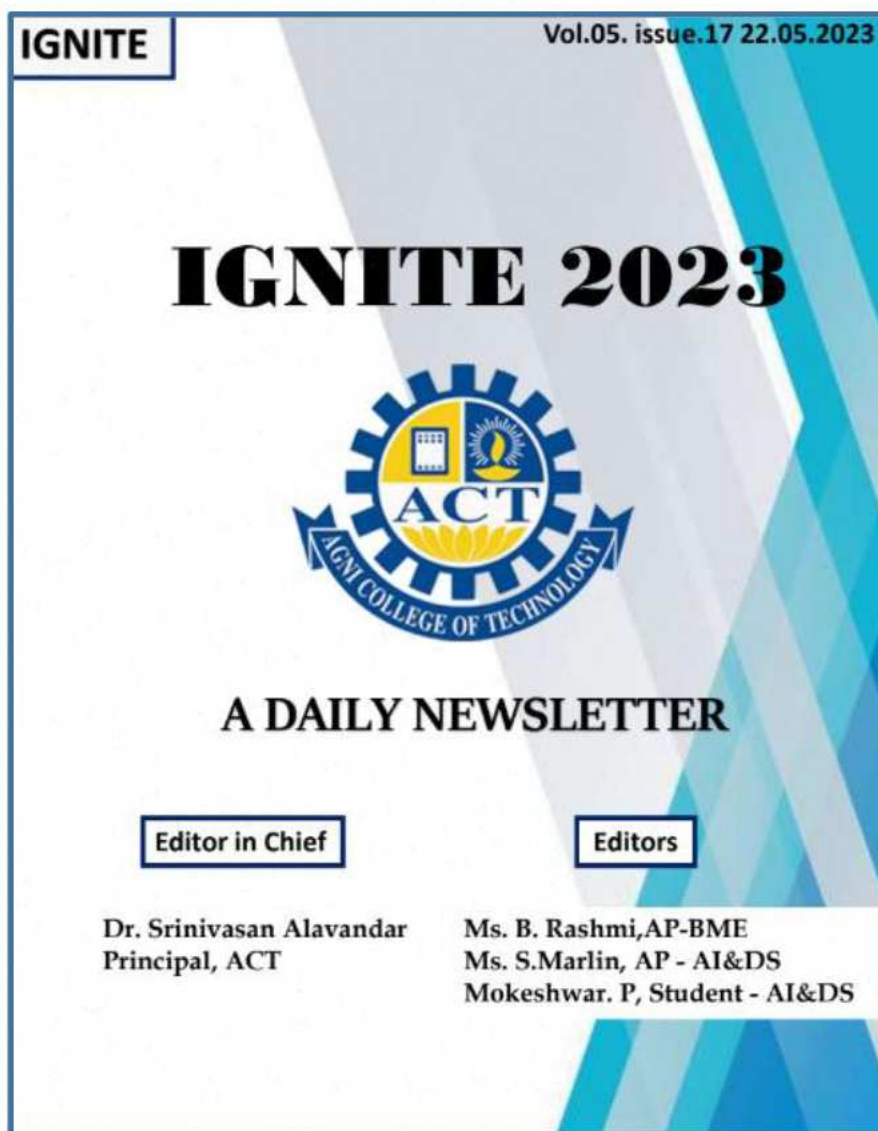 IGNITE
Vol.05. issue.17 22.05.2023
IGNITE 2023
ACT
AGNI COLLEGE OF TECHNOLOGY
A DAILY NEWSLETTER
Editor in Chief
Dr. Srinivasan Alavandar
Principal, ACT
Editors
Ms. B. Rashmi,AP-BME
Ms. S.Marlin, AP - AI&DS
Mokeshwar. P, Student - AI&DS